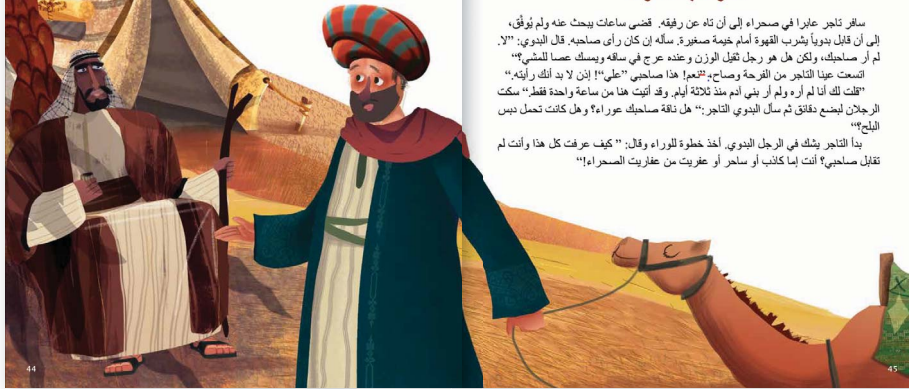 سافر تاجر عابرا في صحراء إلى أن تاه عن رفيقه. قضى ساعات يبحث عنه ولم يُوفَّق،
إلى أن قابل بدوياً يشرب القهوة أمام خيمة صغيرة. سأله إن كان رأى صاحبه. قال البدوي: ”لا.
لم أر صاحبك، ولكن هل هو رجل ثقيل الوزن وعنده عرج في ساقه ويمسك عصا للمشي؟“
اتسعت عينا التاجر من الفرحة وصاح، ”نعم! هذا صاحبي ”علي“! إذن لا بد أنك رأيته.“
”قلت لك أنا لم أره ولم أر بني آدم منذ ثلاثة أيام. وقد أتيت هنا من ساعة واحدة فقط.“ سكت
الرجلان لبضع دقائق ثم سأل البدوي التاجر: ”هل ناقة صاحبك عوراء؟ وهل كانت تحمل دبس
البلح؟“
بدأ التاجر يشك في الرجل البدوي. أخذ خطوة للوراء وقال: ”كيف عرفت كل هذا وأنت لم
تقابل صاحبي؟ أنت إما كاذب أو ساحر أو عفريت من عفاريت الصحراء!“
44
45